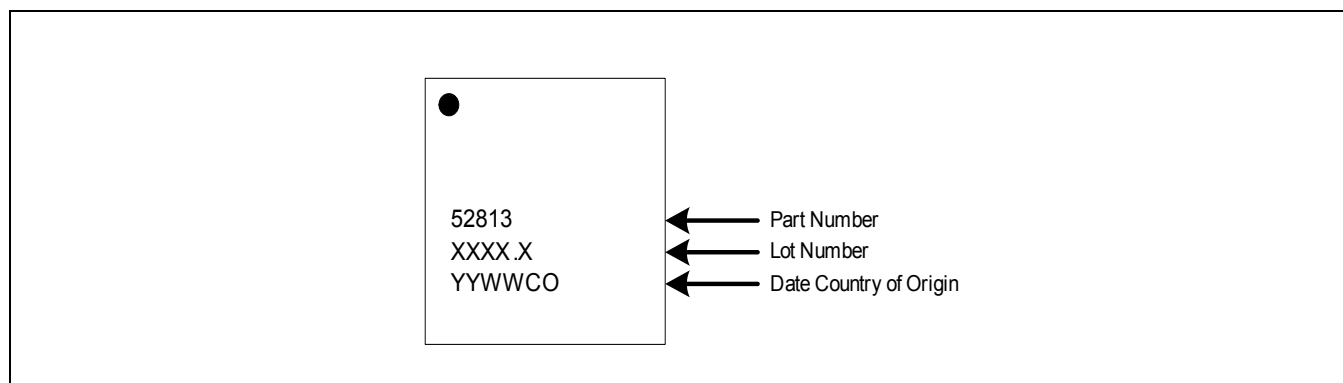 52813
Part Number
XXXX.X
Lot Number
YYWWCO
Date Country of Origin